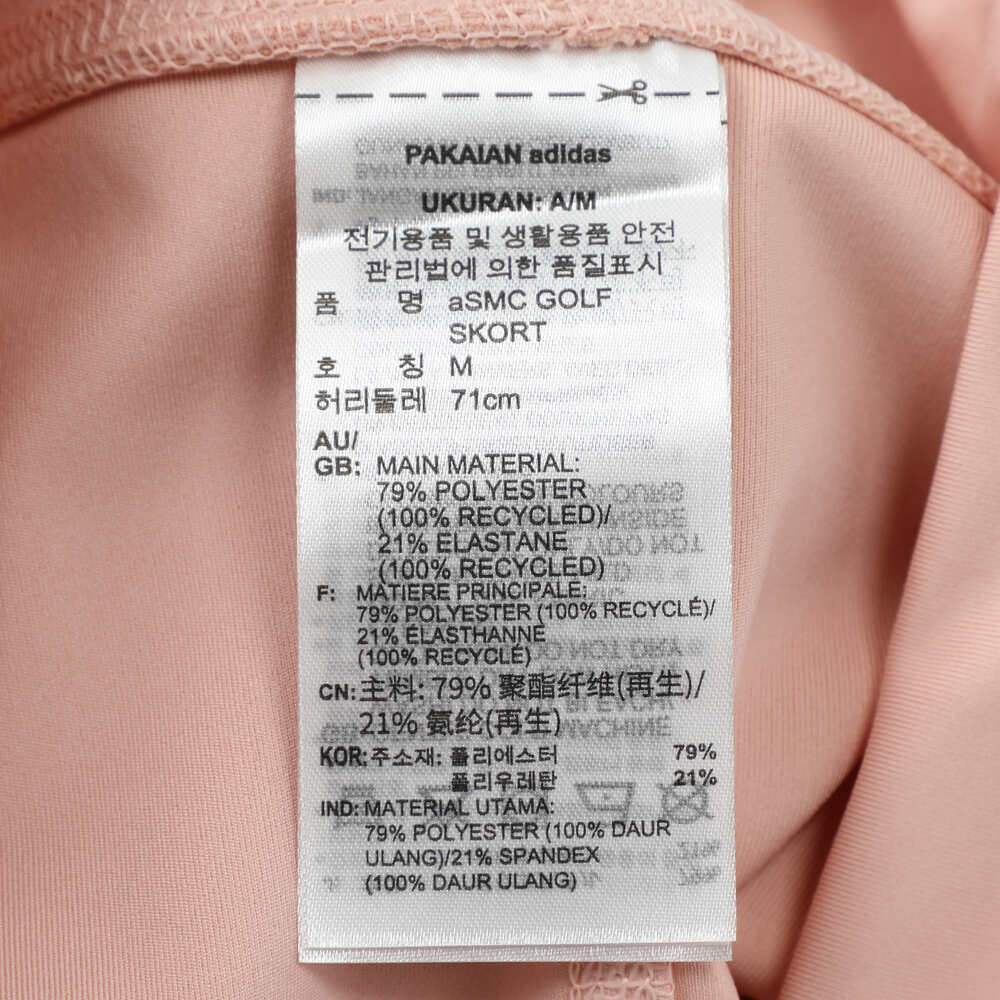 PAKAIAN adidas
UKURAN: A/M
전기용품 및 생활용품 안전
관리법에 의한 품질표시
품 명 aSMC GOLF
SKORT
호 칭 M
허리둘레 71cm
AU/
GB: MAIN MATERIAL:
79% POLYESTER
(100% RECYCLED)/
21% ELASTANE
(100% RECYCLED)
F: MATIÈRE PRINCIPALE:
79% POLYESTER (100% RECYCLÉ)/
21% ÉLASTHANNE
(100% RECYCLÉ)
CN: 主料: 79% 聚酯纤维(再生)/
21% 氨纶(再生)
KOR: 주소재: 폴리에스터 79%
폴리우레탄 21%
IND: MATERIAL UTAMA:
79% POLYESTER (100% DAUR
ULANG)/21% SPANDEX
(100% DAUR ULANG)